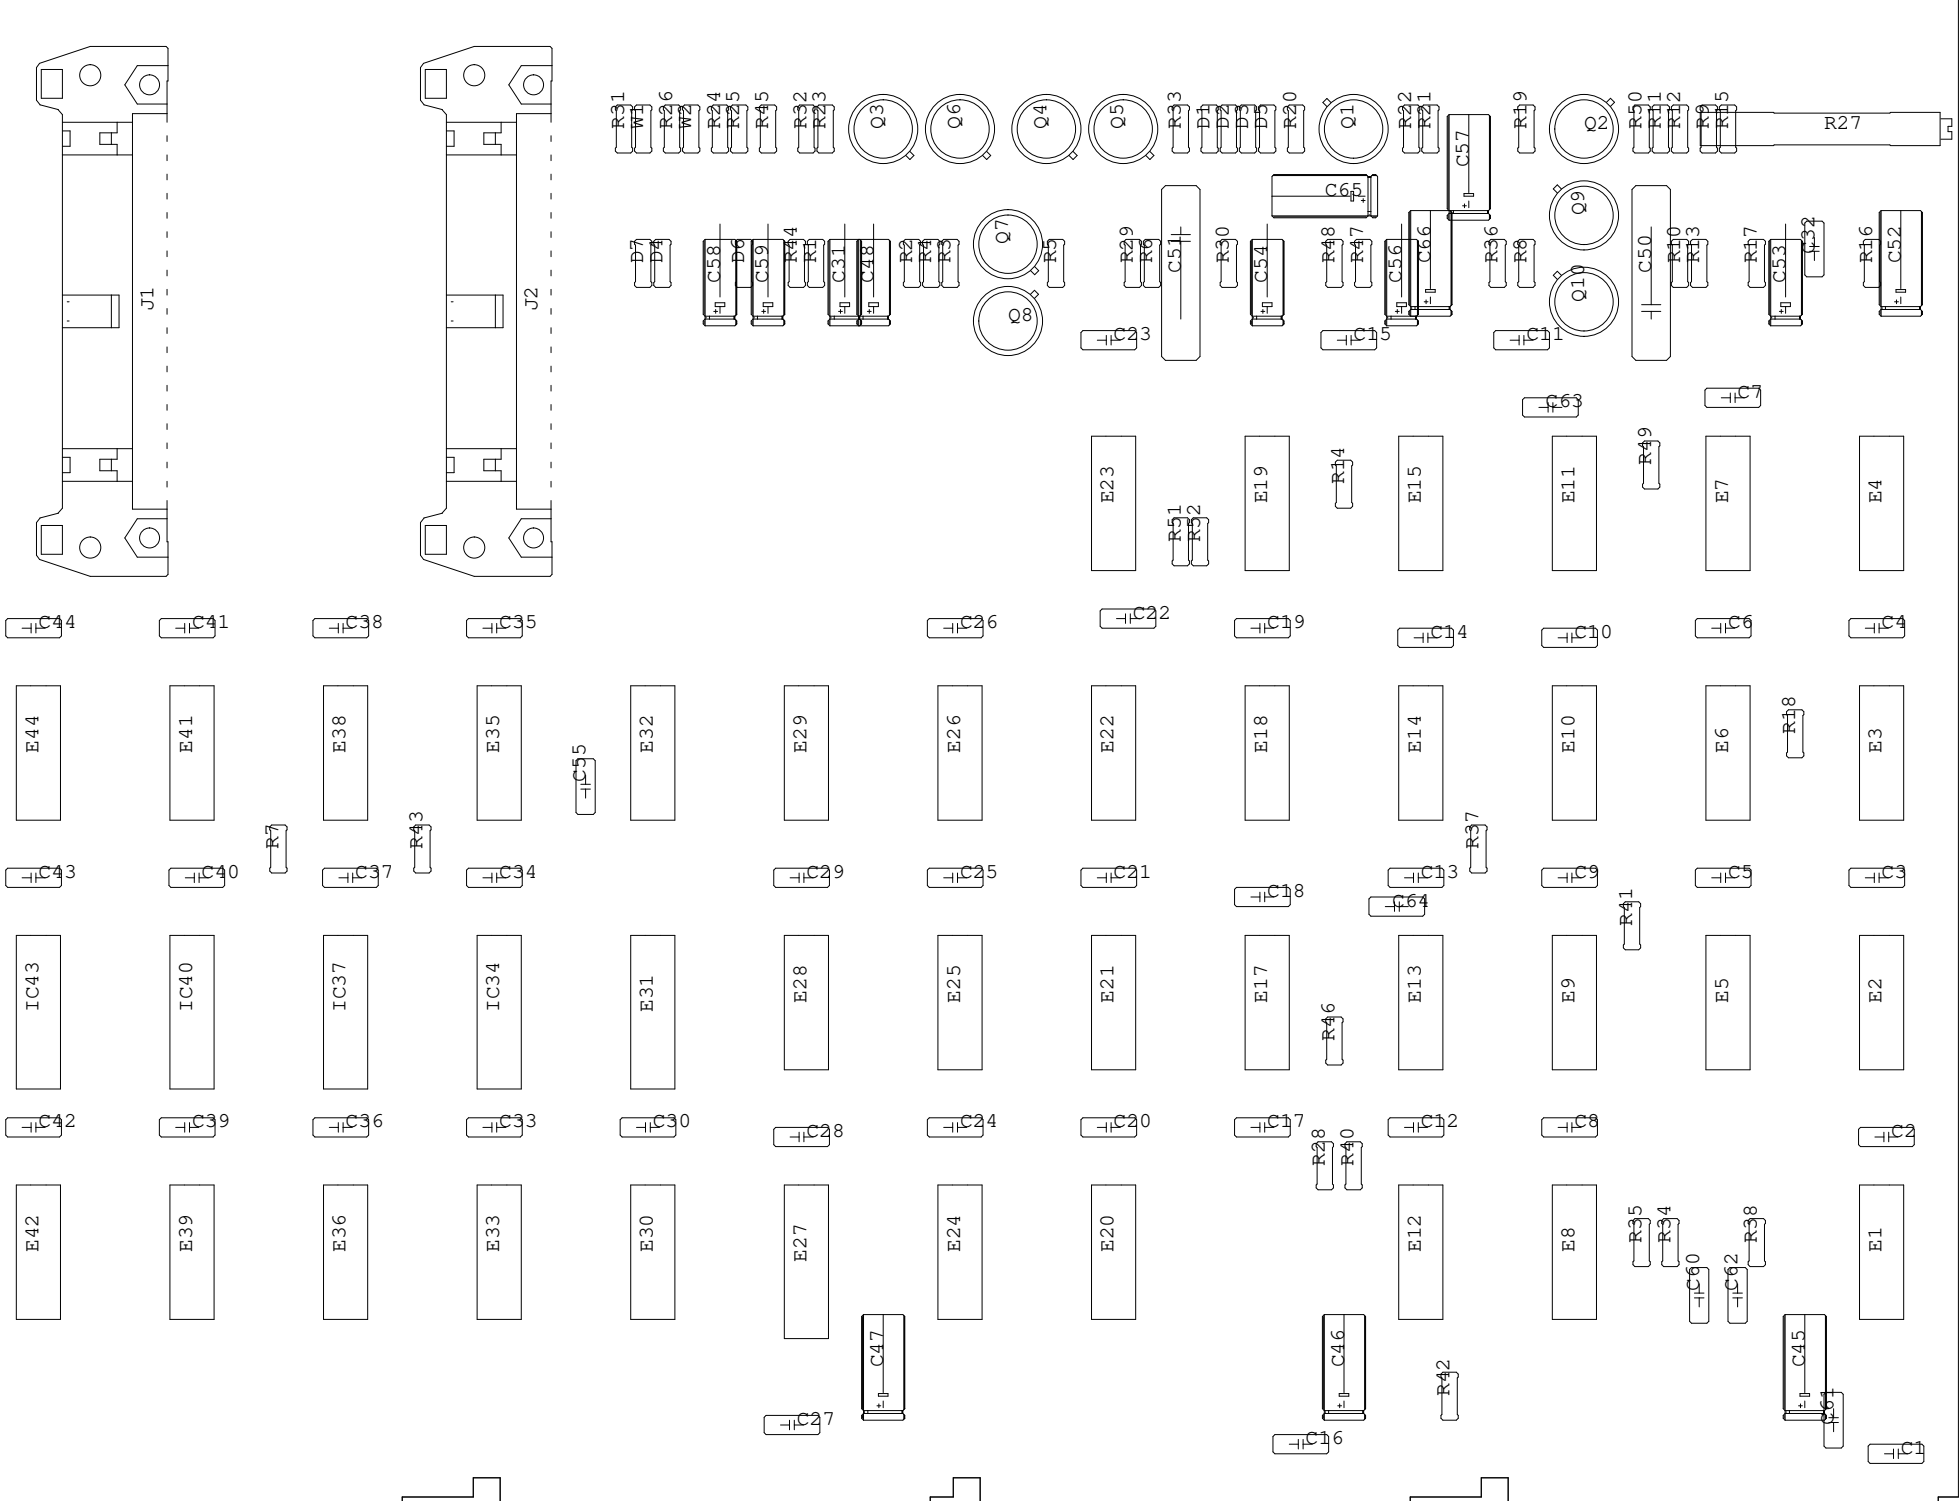 R31 W1 R26 W2 R24 R25 R45 R32 R23 Q3 Q6 Q4 Q5 R33 D1 D2 D3 D5 R20 Q1 R22 R21 C57 R19 Q2 R50 R11 R12 R9 R15 R27
C65
J1 J2 D7 D4 C58 D6 C59 R44 R1 C31 C48 R2 R4 R3 Q7 R5 R29 R6 C51 R30 C54 R48 R47 C56 C66 R36 R8 Q9 C50 R10 R13 R17 C53 C32 R16 C52
Q8 Q10
C23 C15 C11
C63 C7
E23 E19 R14 E15 E11 R49 E7 E4
R51 R52
C44 C41 C38 C35 C26 C22 C19 C14 C10 C6 C4
E44 E41 E38 E35 C55 E32 E29 E26 E22 E18 E14 E10 E6 R18 E3
R7 R43 R37
C43 C40 C37 C34 C29 C25 C21 C18 C13 C9 C5 C3
C64 R41
IC43 IC40 IC37 IC34 E31 E28 E25 E21 E17 E13 E9 E5 E2
R46
C42 C39 C36 C33 C30 C28 C24 C20 C17 C12 C8 C2
R28 R40
E42 E39 E36 E33 E30 E27 E24 E20 E12 E8 R35 R34 R38 E1
C60 C62
C47 C46 R42 C45
C27 C16 C61 C1